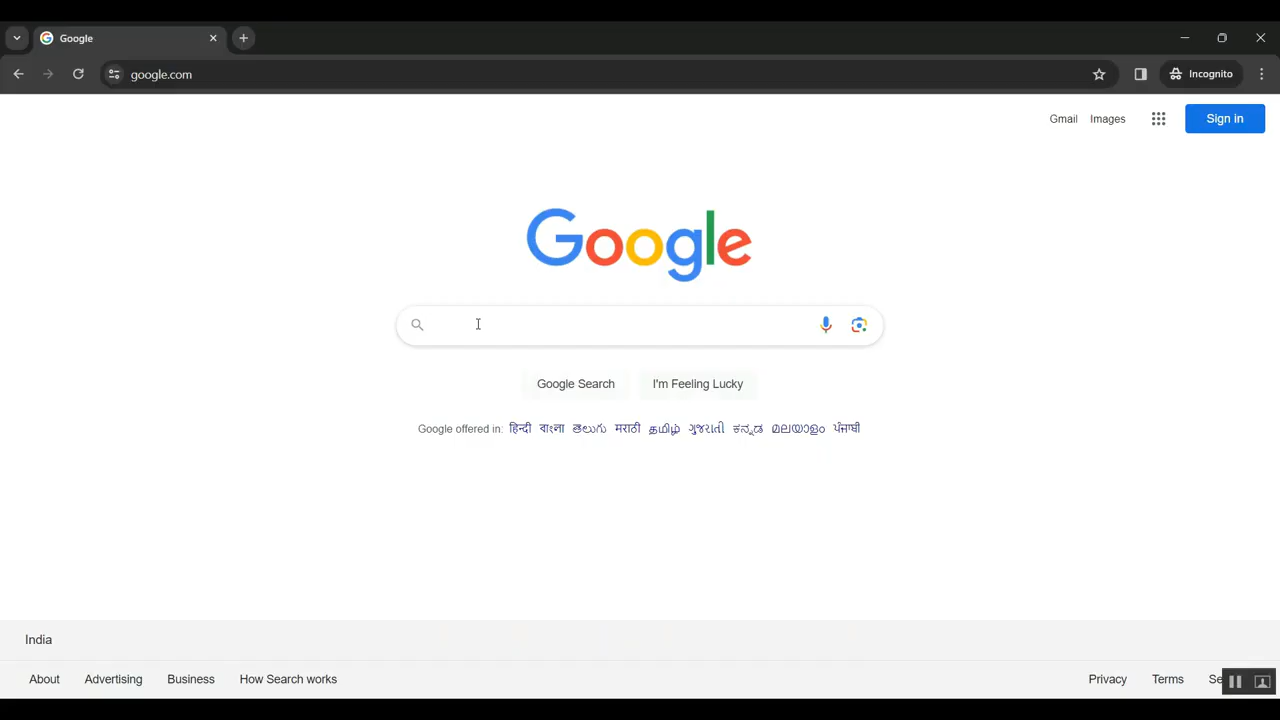 Google
google.com
Incognito
Gmail Images Sign in
Google
Google Search I'm Feeling Lucky
Google offered in: हिन्दी বাংলা తెలుగు मराठी தமிழ் ગુજરાતી ಕನ್ನಡ മലയാളം ਪੰਜਾਬੀ
India
About Advertising Business How Search works Privacy Terms Se